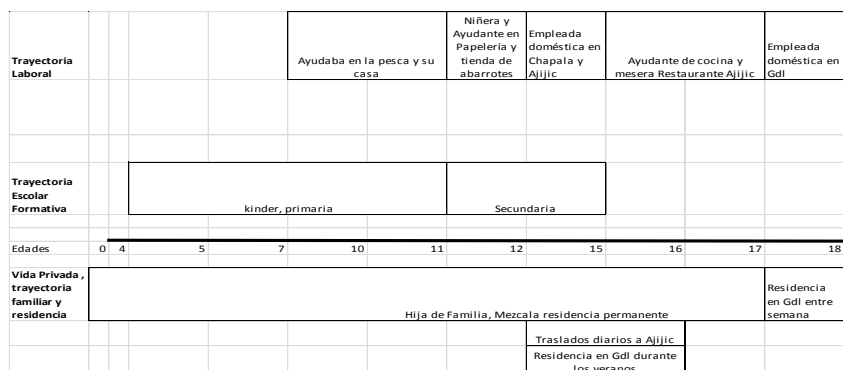 Trayectoria
Laboral
Ayudaba en la pesca y su
casa
Niñera y
Ayudante en
Papelería y
tienda de
abarrotes
Empleada
doméstica en
Chapala y
Ajijic
Ayudante de cocina y
mesera Restaurante Ajijic
Empleada
doméstica en
Gdl
Trayectoria
Escolar
Formativa
kinder, primaria
Secundaria
Edades 0 4 5 7 10 11 12 15 16 17 18
Vida Privada ,
trayectoria
familiar y
residencia
Hija de Familia, Mezcala residencia permanente
Residencia
en Gdl entre
semana
Traslados diarios a Ajijic
Residencia en Gdl durante
los veranos